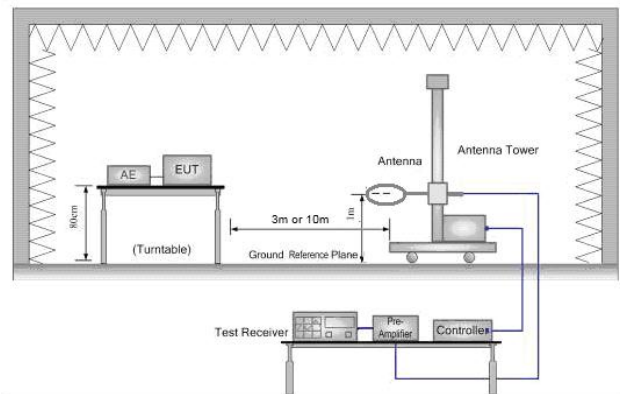 Antenna
Antenna Tower
AE
EUT
80cm
(Turntable)
3m or 10m
1m
Ground Reference Plane
Test Receiver
Pre-
Amplifier
Controller